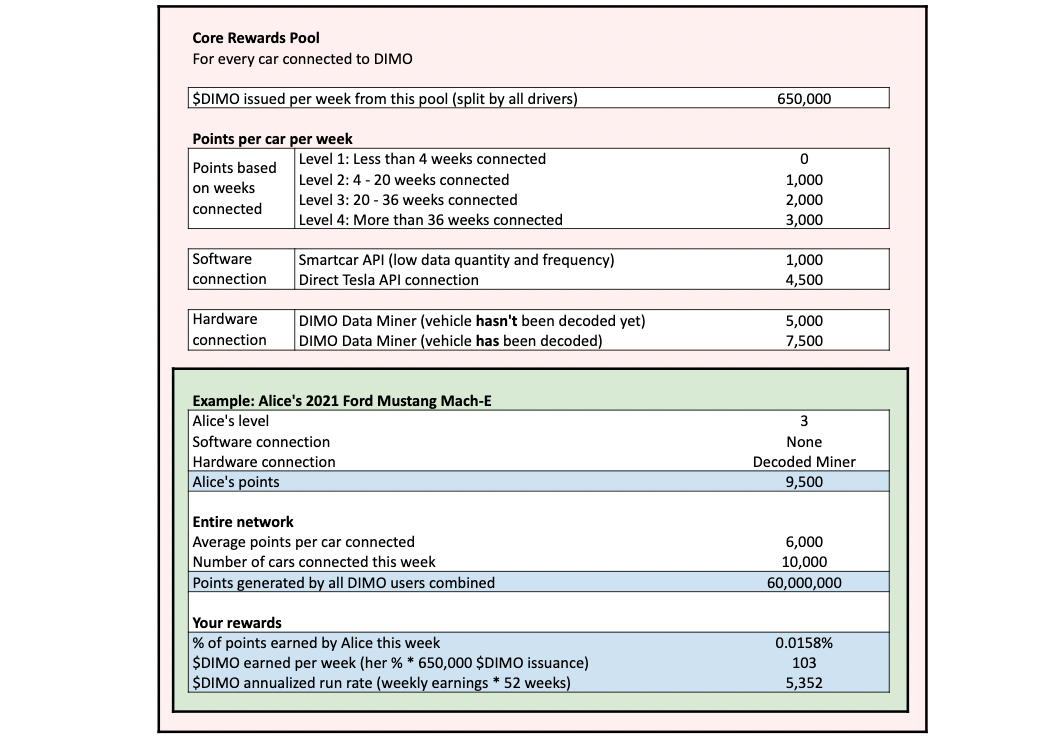 Core Rewards Pool
For every car connected to DIMO
$DIMO issued per week from this pool (split by all drivers) 650,000
Points per car per week
Points based on weeks connected
Level 1: Less than 4 weeks connected 0
Level 2: 4 - 20 weeks connected 1,000
Level 3: 20 - 36 weeks connected 2,000
Level 4: More than 36 weeks connected 3,000
Software connection
Smartcar API (low data quantity and frequency) 1,000
Direct Tesla API connection 4,500
Hardware connection
DIMO Data Miner (vehicle hasn't been decoded yet) 5,000
DIMO Data Miner (vehicle has been decoded) 7,500
Example: Alice's 2021 Ford Mustang Mach-E
Alice's level 3
Software connection None
Hardware connection Decoded Miner
Alice's points 9,500
Entire network
Average points per car connected 6,000
Number of cars connected this week 10,000
Points generated by all DIMO users combined 60,000,000
Your rewards
% of points earned by Alice this week 0.0158%
$DIMO earned per week (her % * 650,000 $DIMO issuance) 103
$DIMO annualized run rate (weekly earnings * 52 weeks) 5,352